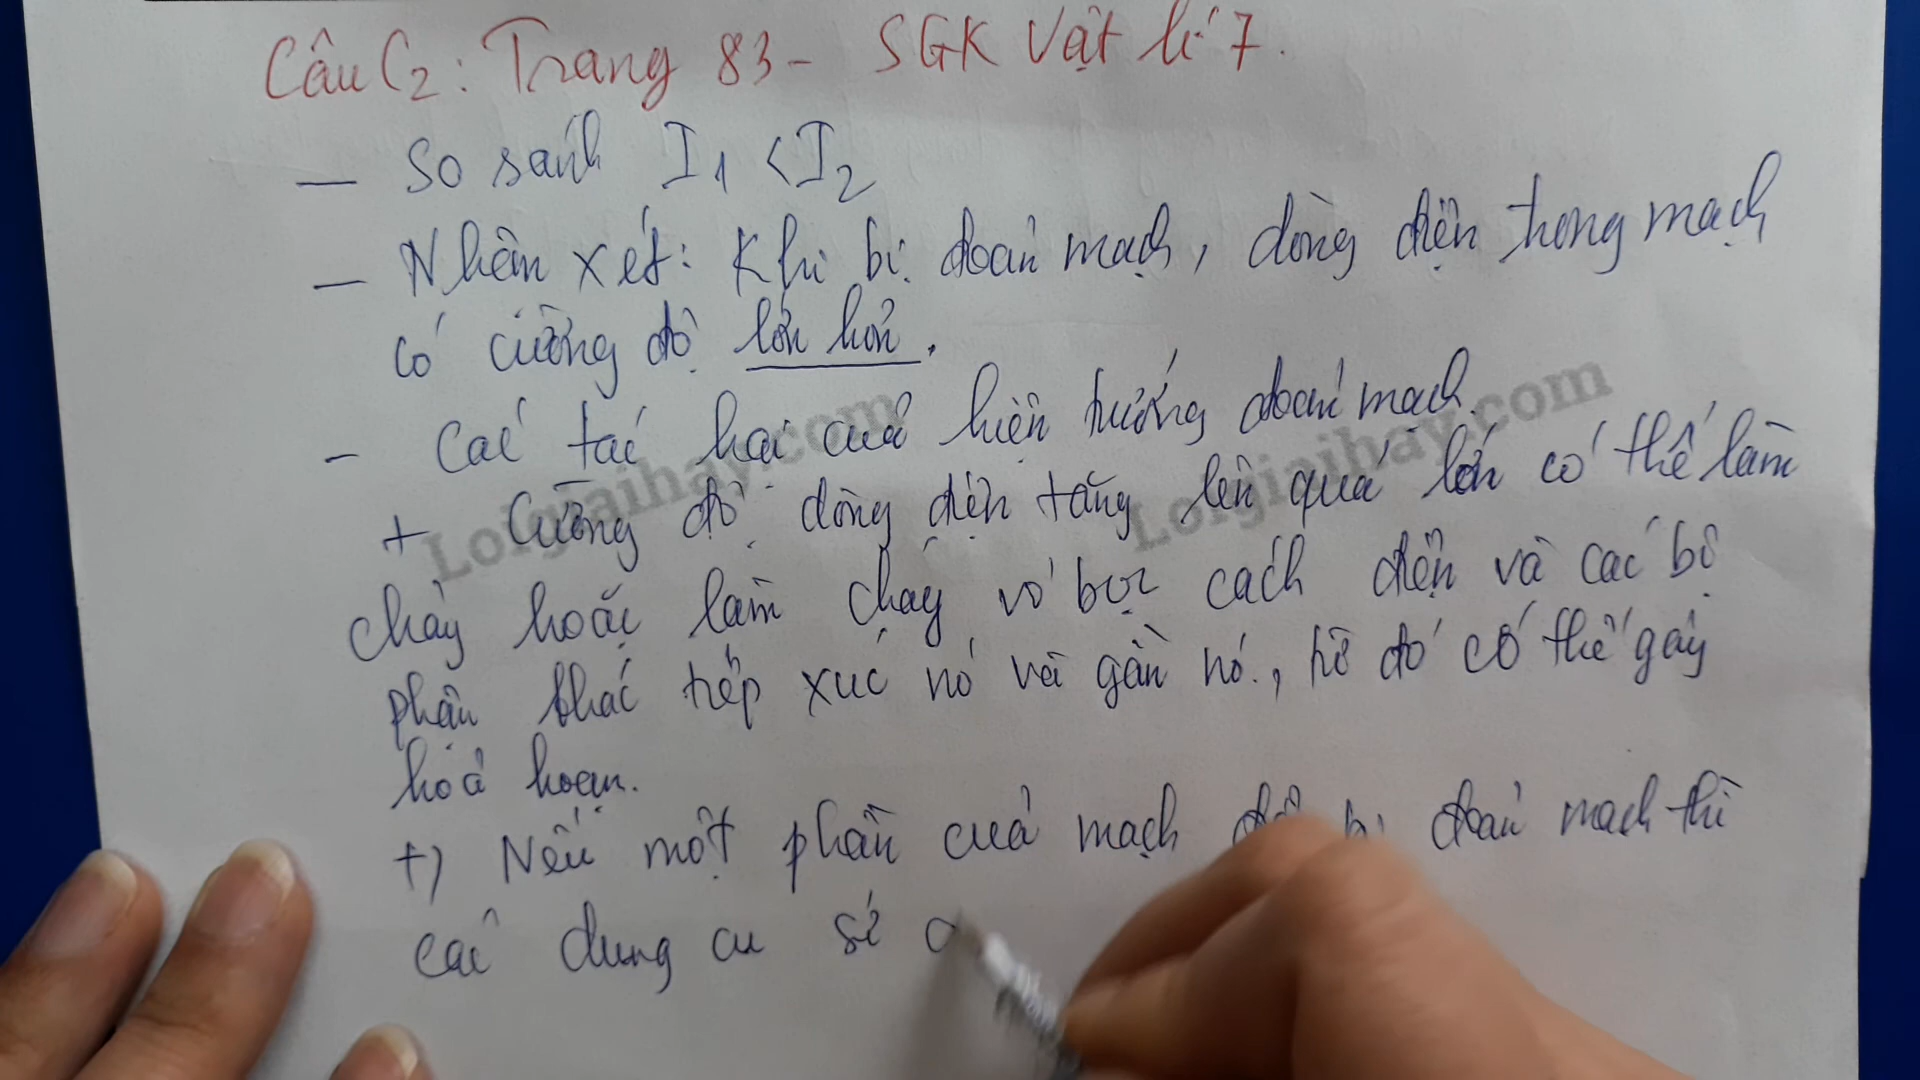 Câu C2: Trang 83 - SGK Vật lí 7.
- So sánh I1 < I2
- Nhận xét: Khi bị đoản mạch, dòng điện trong mạch
có cường độ lớn hơn.
- Các tác hại của hiện tượng đoản mạch.
+ Cường độ dòng điện tăng lên quá lớn có thể làm
chảy hoặc làm cháy vỏ bọc cách điện và các bộ
phận khác tiếp xúc nó và gần nó, từ đó có thể gây
hoả hoạn.
+) Nếu một phần của mạch bị đoản mạch thì
các dụng cụ sẽ
Loigiaihay.com
Loigiaihay.com